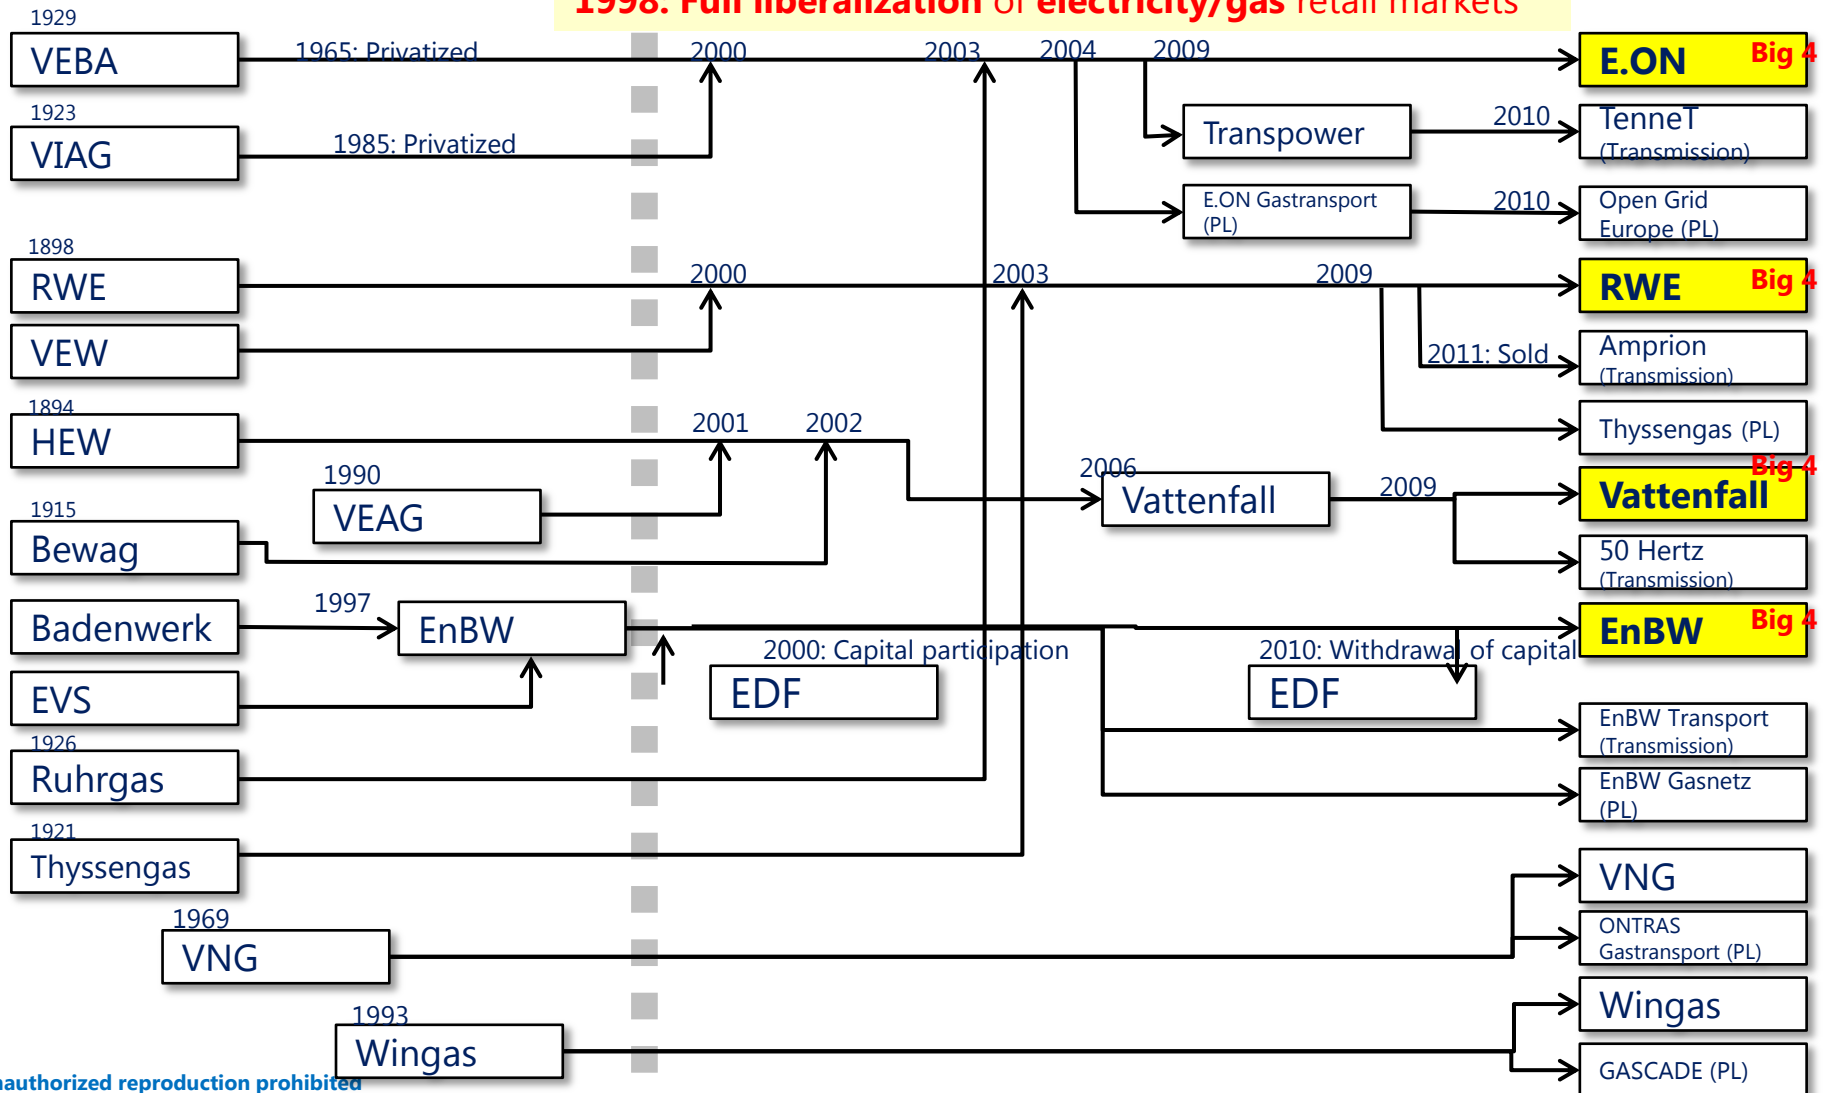 1998: Full liberalization of electricity/gas retail markets
1929
VEBA
1965: Privatized
2000
2003
2004
2009
E.ON
Big 4
1923
VIAG
1985: Privatized
Transpower
2010
TenneT
(Transmission)
E.ON Gastransport
(PL)
2010
Open Grid
Europe (PL)
1898
RWE
2000
2003
2009
RWE
Big 4
VEW
2011: Sold
Amprion
(Transmission)
1894
HEW
2001
2002
Thyssengas (PL)
1990
VEAG
2006
Vattenfall
2009
Big 4
Vattenfall
1915
Bewag
50 Hertz
(Transmission)
Badenwerk
1997
EnBW
2000: Capital participation
EDF
2010: Withdrawal of capital
EDF
EnBW
Big 4
EVS
EnBW Transport
(Transmission)
1926
Ruhrgas
EnBW Gasnetz
(PL)
1921
Thyssengas
VNG
1969
VNG
ONTRAS
Gastransport (PL)
1993
Wingas
Wingas
GASCADE (PL)
nauthorized reproduction prohibited